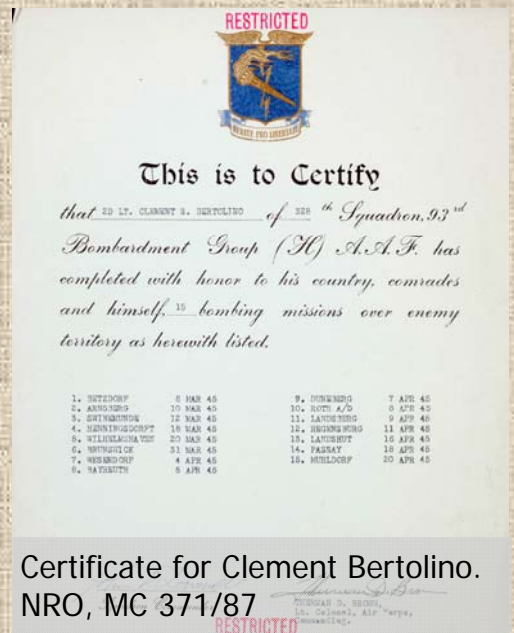 RESTRICTED
This is to Certify
that 2D LT. CLEMENT S. BERTOLINO of 328 th Squadron, 93rd
Bombardment Group (H) A.A.F. has
completed with honor to his country, comrades
and himself, 15 bombing missions over enemy
territory as herewith listed.
1. BETZDORF 6 MAR 45
2. ARNSBERG 10 MAR 45
3. SWINEMUNDE 12 MAR 45
4. HENNINGSDORFT 18 MAR 45
5. WILHELMSHAVEN 20 MAR 45
6. BRUNSWICK 31 MAR 45
7. WESENDORF 4 APR 45
8. BAYREUTH 5 APR 45
9. DUNEBERG 7 APR 45
10. ROTH A/D 8 APR 45
11. LANDSBERG 9 APR 45
12. REGENSBURG 11 APR 45
13. LANDSHUT 16 APR 45
14. PASSAY 18 APR 45
15. MUHLDORF 20 APR 45
Certificate for Clement Bertolino.
NRO, MC 371/87
THERMAN D. BROWN,
Lt. Colonel, Air Corps,
Commanding.
RESTRICTED